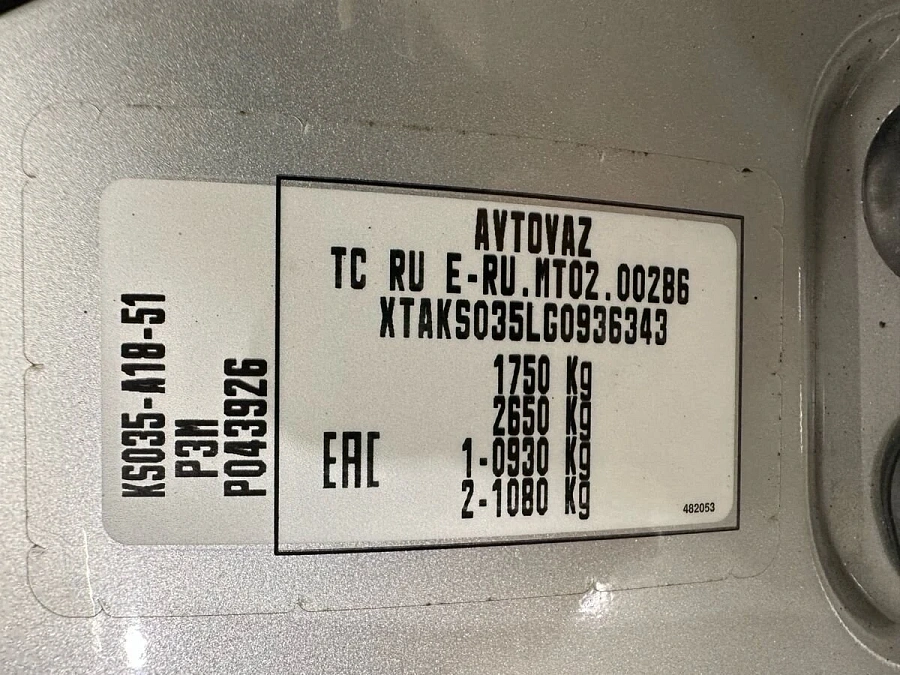 KS035-A18-51
РЭМ
P043926
AVTOVAZ
TC RU E-RU.MT02.00286
XTAKS035LG0936343
1750 Kg
2650 Kg
1-0930 Kg
2-1080 Kg
EAC
482053